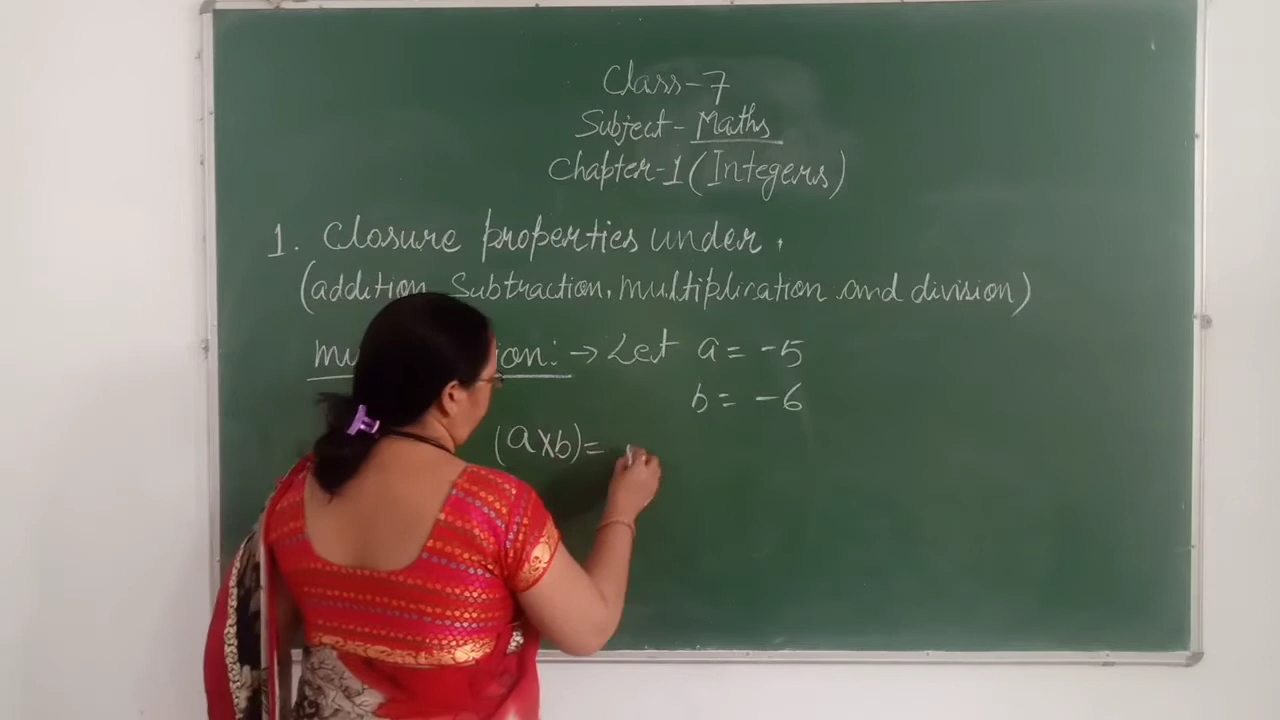 Class-7
Subject-Maths
Chapter-1 (Integers)
1. Closure properties under.
(addition, Subtraction, multiplication and division)
→ Let a = -5
b = -6
(a×b)=